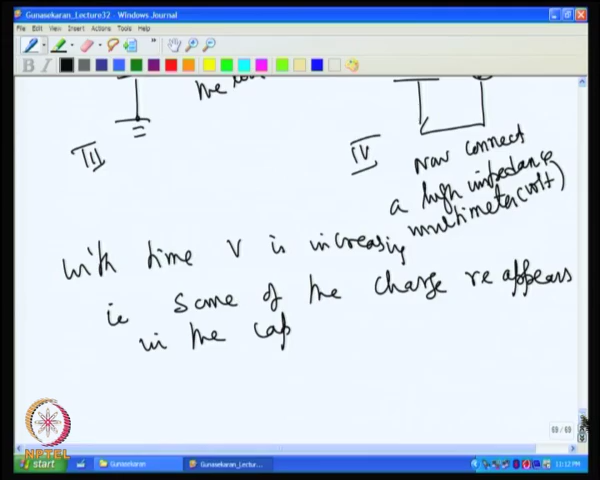 Gunasekaran_Lecture32 - Windows Journal
File Edit View Insert Actions Tools Help
the
III
IV
Now connect
a high impedance
multimeter (volt)
with time V is increasing
ie some of the charge reappears
in the cap
69 / 69
NPTEL
start Gunasekaran Gunasekaran_Lectur... 11:12 PM